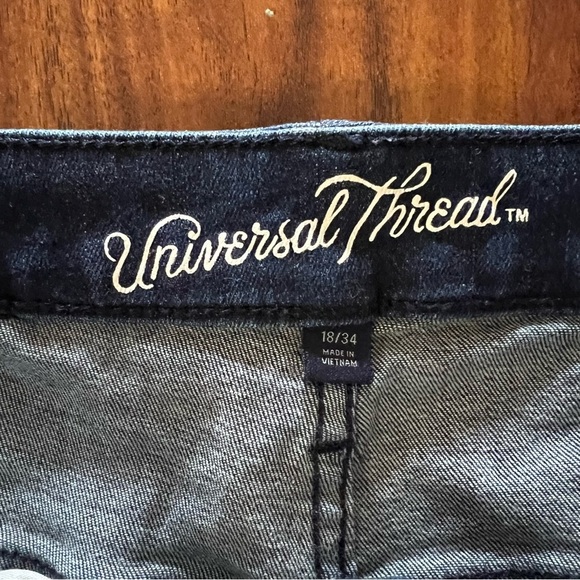 Universal Thread™
18/34
MADE IN
VIETNAM